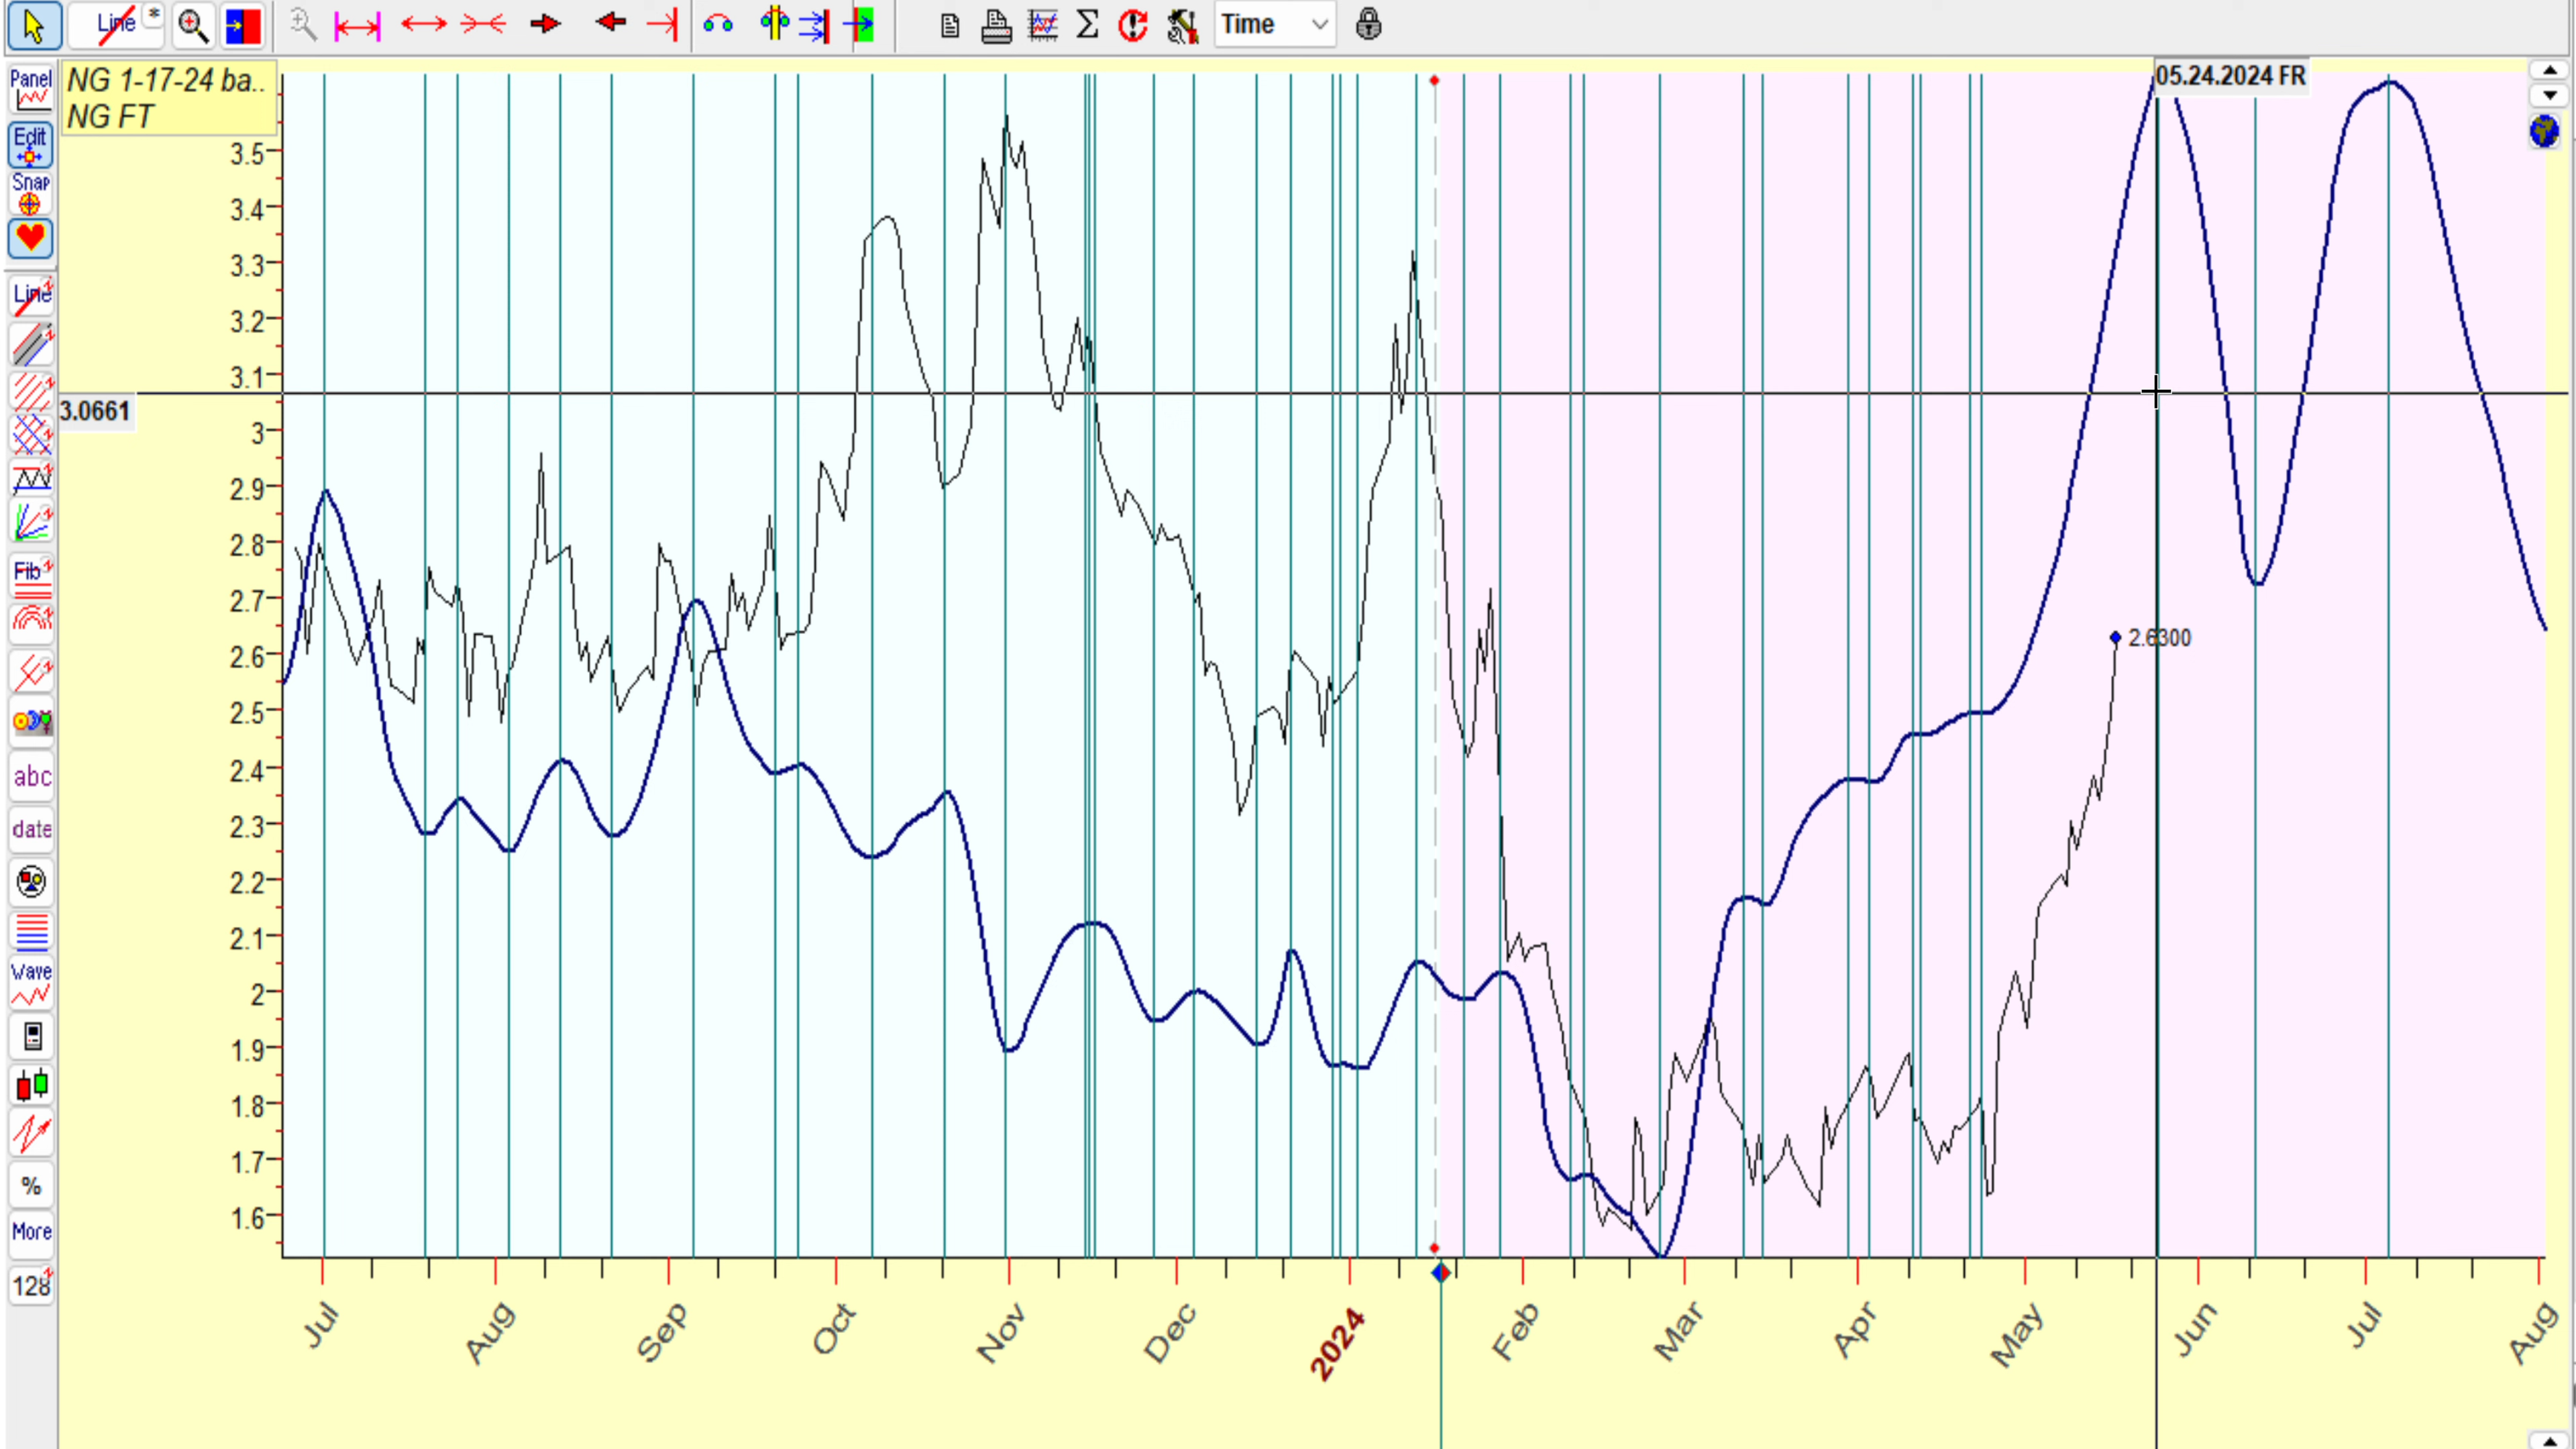 Line *
Time
Panel
NG 1-17-24 ba..
NG FT
05.24.2024 FR
Edit
Snap
Line
Fib
abc
date
Wave
%
More
128
3.5
3.4
3.3
3.2
3.1
3.0661
3
2.9
2.8
2.7
2.6
2.6300
2.5
2.4
2.3
2.2
2.1
2
1.9
1.8
1.7
1.6
Jul
Aug
Sep
Oct
Nov
Dec
2024
Feb
Mar
Apr
May
Jun
Jul
Aug